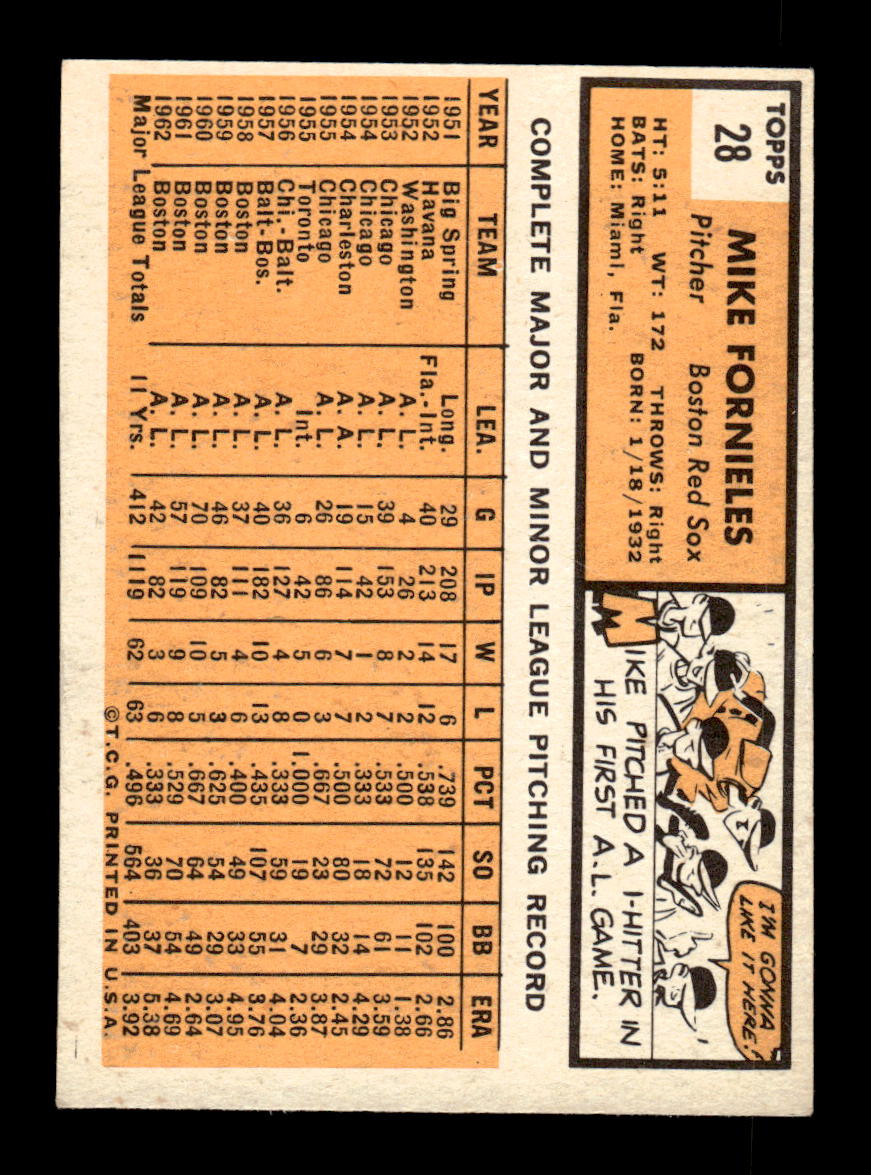 TOPPS
28
MIKE FORNIELES
Pitcher Boston Red Sox
HT: 5:11 WT: 172 THROWS: Right
BATS: Right BORN: 1/18/1932
HOME: Miami, Fla.
I'M GONNA
LIKE IT HERE!
MIKE PITCHED A 1-HITTER IN
HIS FIRST A.L. GAME.
COMPLETE MAJOR AND MINOR LEAGUE PITCHING RECORD
YEAR TEAM LEA. G IP W L PCT SO BB ERA
1951 Big Spring Long. 29 208 17 6 .739 142 100 2.86
1952 Havana Fla.-Int. 40 213 14 12 .538 135 102 2.66
1952 Washington A. L. 4 26 2 2 .500 12 11 1.38
1953 Chicago A. L. 39 153 8 7 .533 72 61 3.59
1954 Chicago A. L. 15 42 1 2 .333 18 14 4.29
1954 Charleston A. A. 19 114 7 7 .500 80 32 2.45
1955 Chicago A. L. 26 86 6 3 .667 23 29 3.87
1955 Toronto Int. 6 42 5 0 1.000 19 7 2.36
1956 Chi.-Balt. A. L. 36 127 4 8 .333 59 31 4.04
1957 Balt-Bos. A. L. 40 182 10 13 .435 107 55 3.76
1958 Boston A. L. 37 111 4 6 .400 49 33 4.95
1959 Boston A. L. 46 82 5 3 .625 54 29 3.07
1960 Boston A. L. 70 109 10 5 .667 64 49 2.64
1961 Boston A. L. 57 119 9 8 .529 70 54 4.69
1962 Boston A. L. 42 82 3 6 .333 36 37 5.38
Major League Totals 11 Yrs. 412 1119 62 63 .496 564 403 3.92
©T.C.G. PRINTED IN U.S.A.